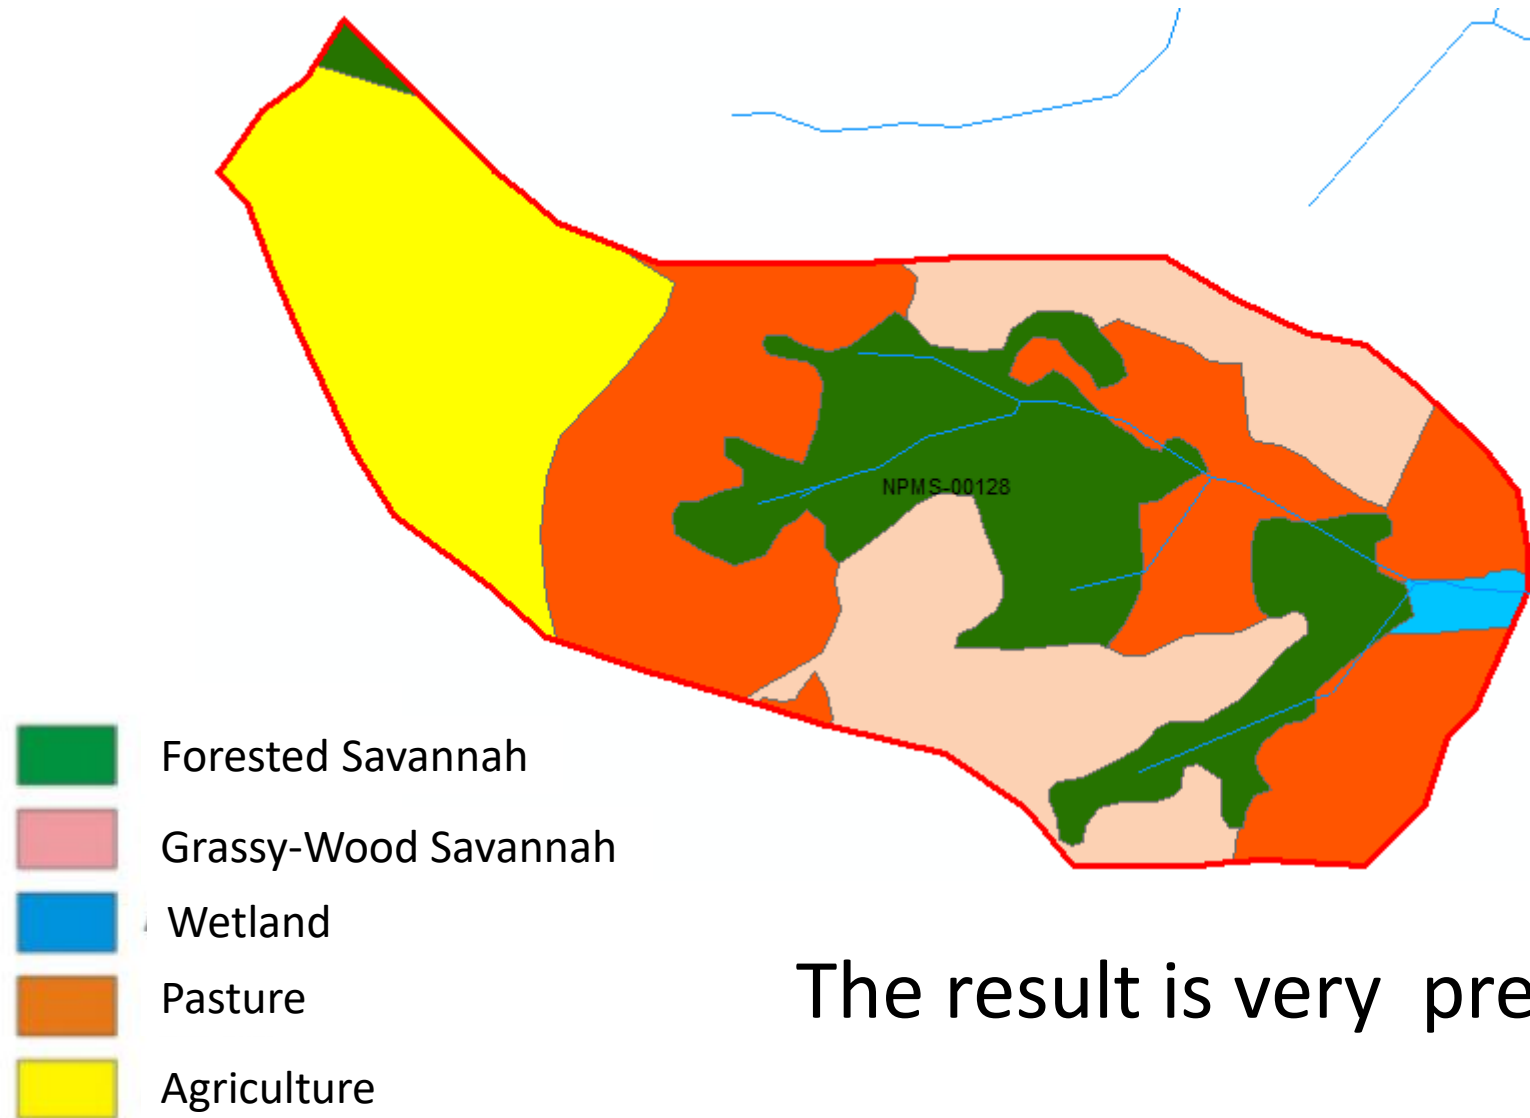 NPMS-00128
Forested Savannah
Grassy-Wood Savannah
Wetland
Pasture
Agriculture
The result is very pre